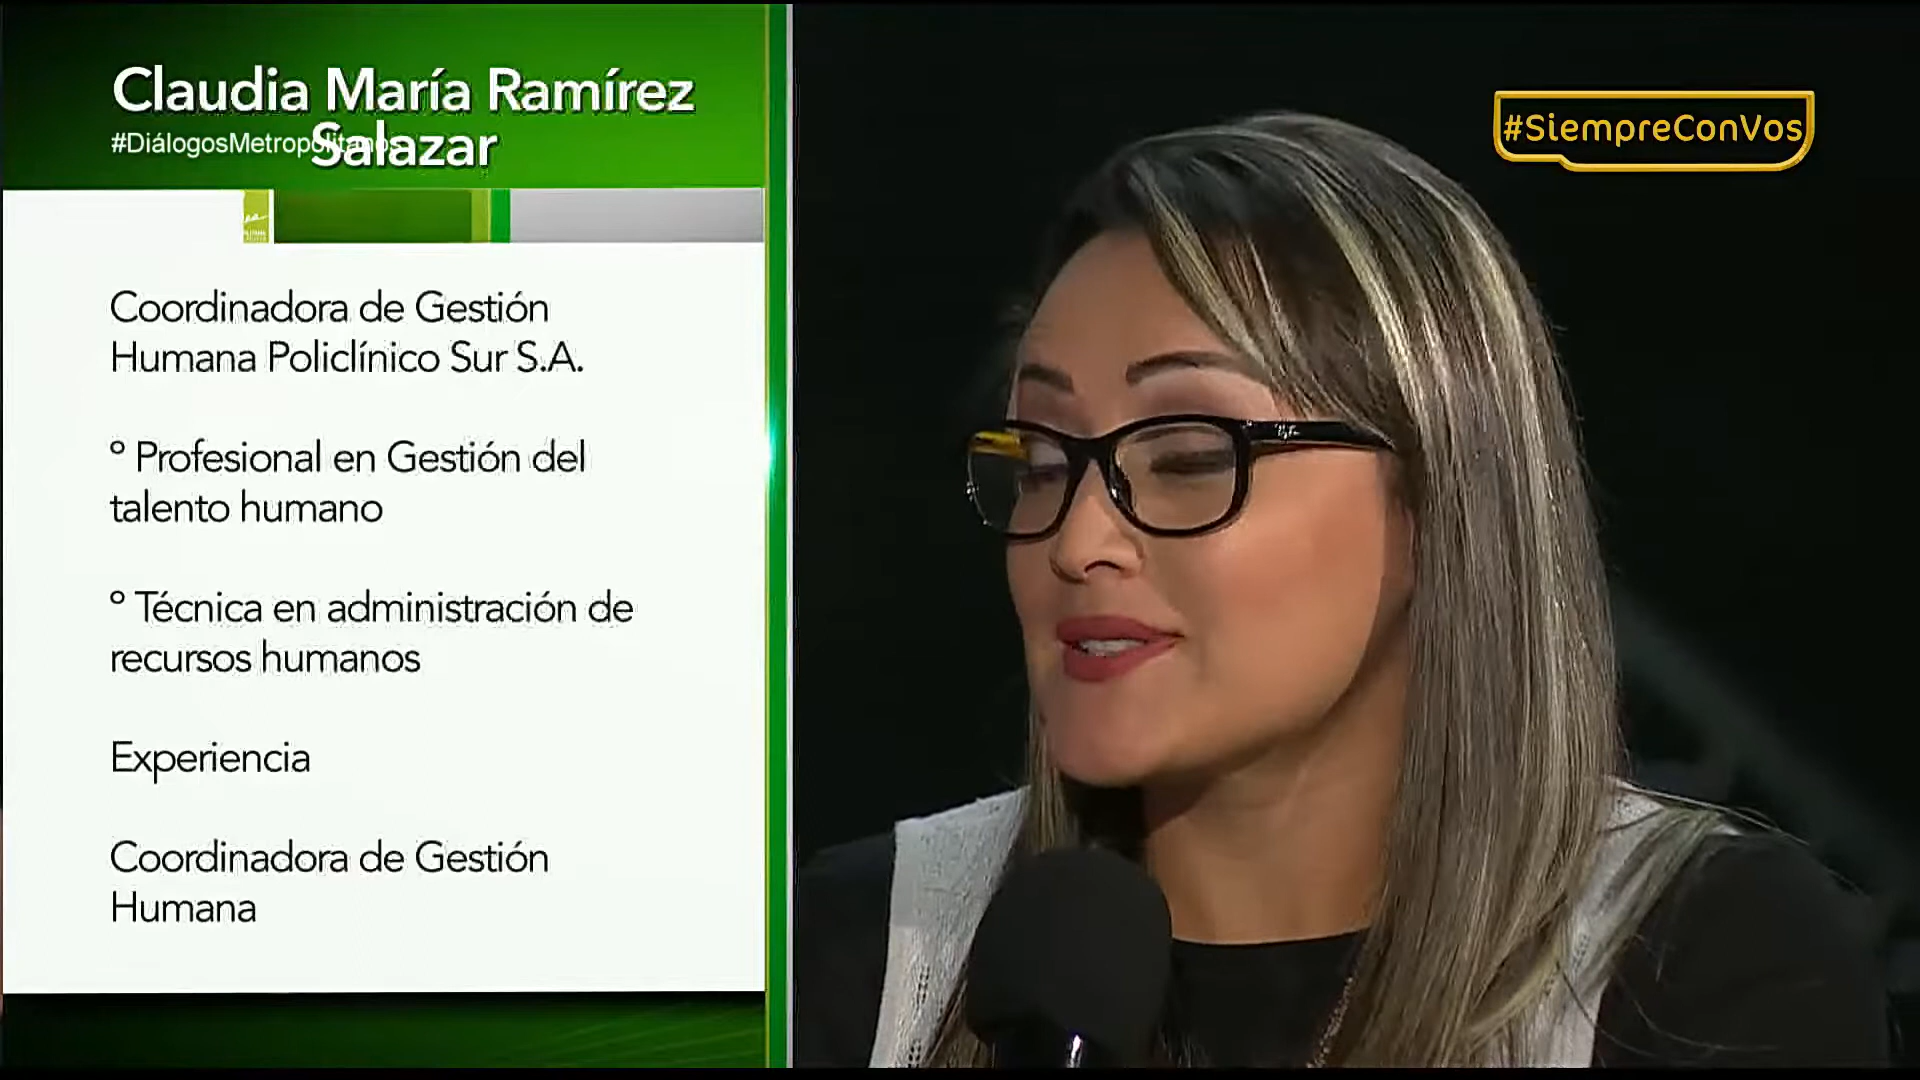 Claudia María Ramírez
Salazar
#DiálogosMetropolitanos
#SiempreConVos
Coordinadora de Gestión
Humana Policlínico Sur S.A.
° Profesional en Gestión del
talento humano
° Técnica en administración de
recursos humanos
Experiencia
Coordinadora de Gestión
Humana